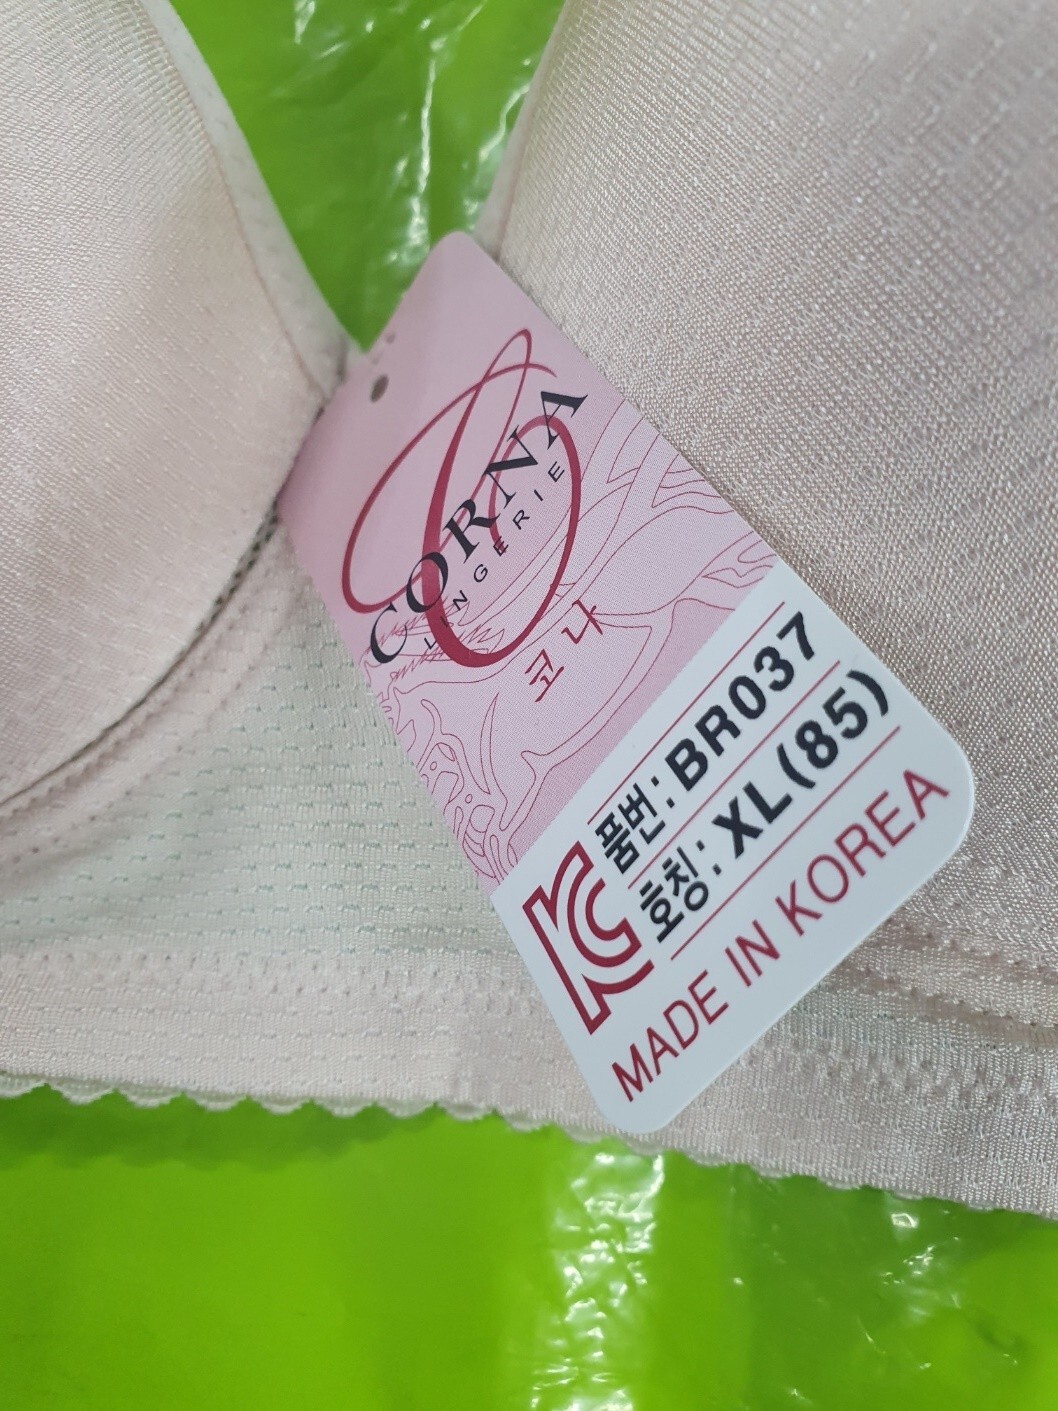 CORNA
LINGERIE
코나
품번: BR037
호칭: XL(85)
MADE IN KOREA